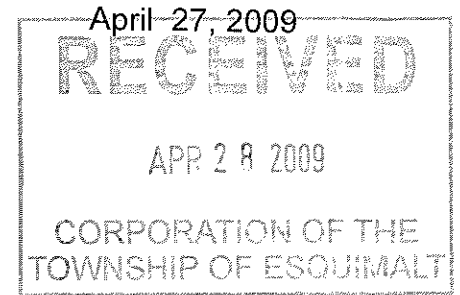 April 27, 2009
RECEIVED
APR 28 2009
CORPORATION OF THE
TOWNSHIP OF ESQUIMALT